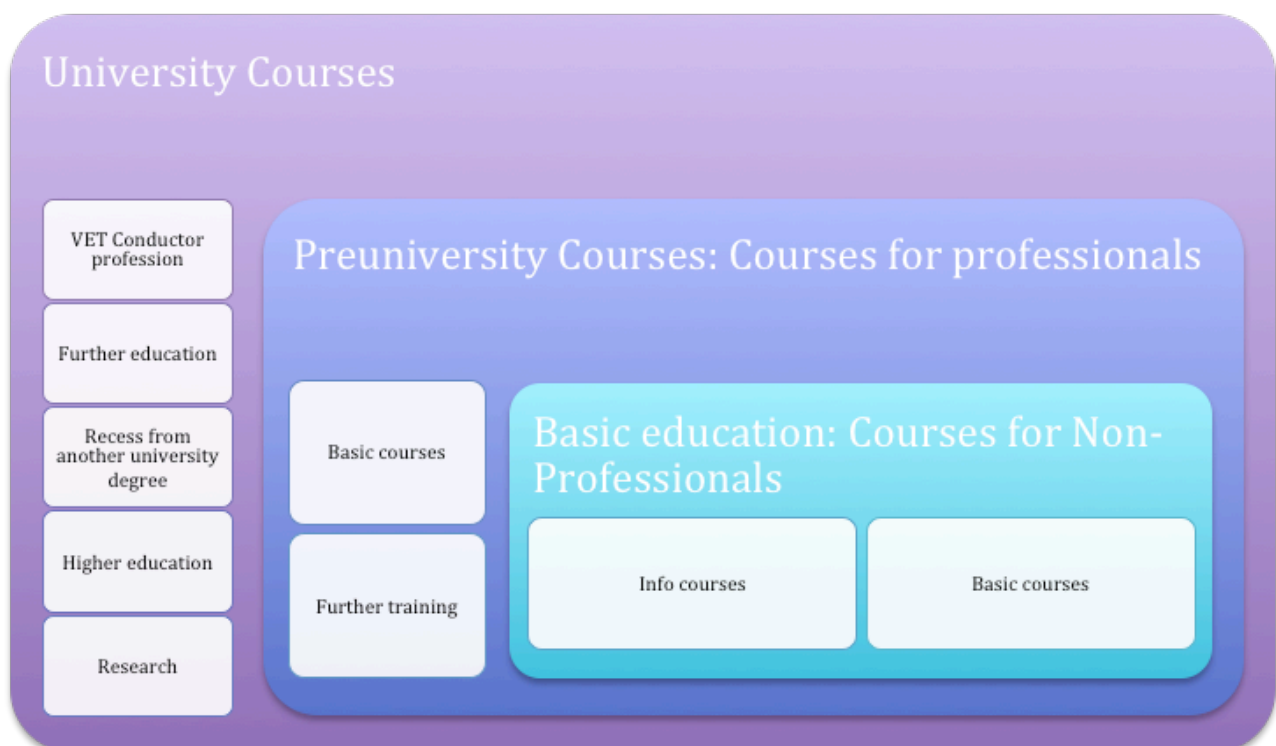 University Courses
VET Conductor
profession
Further education
Recess from
another university
degree
Higher education
Research
Preuniversity Courses: Courses for professionals
Basic courses
Further training
Basic education: Courses for Non-
Professionals
Info courses
Basic courses